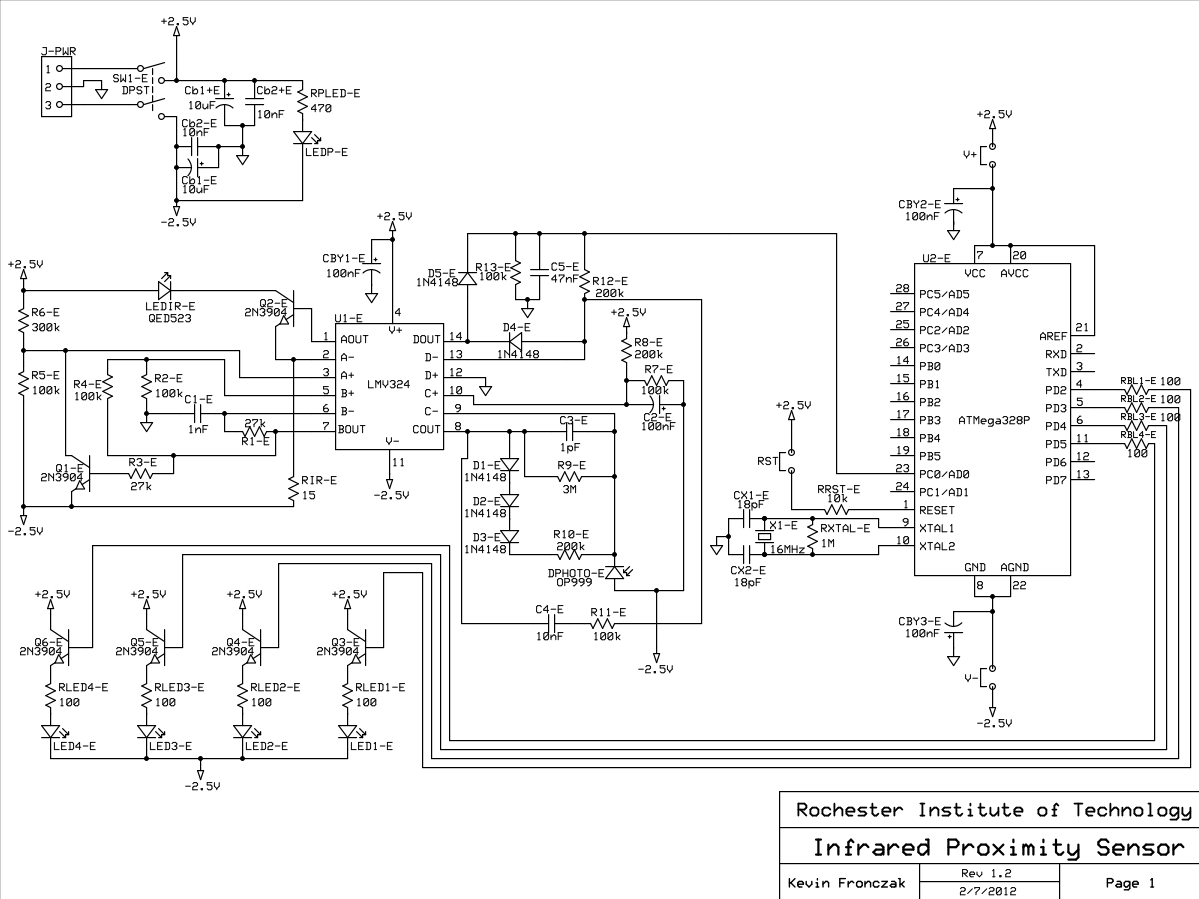 +2.5V
J-PWR
1
2
3
SW1-E
DPST
Cb1+E
10uF
Cb2+E
10nF
RPLED-E
470
Cb2-E
10nF
Cb1-E
10uF
LEDP-E
-2.5V
+2.5V
CBY1-E
100nF
+2.5V
LEDIR-E
QED523
Q2-E
2N3904
R6-E
300k
R5-E
100k
R4-E
100k
R2-E
100k
C1-E
1nF
27k
R1-E
Q1-E
2N3904
R3-E
27k
RIR-E
15
-2.5V
U1-E
4
V+
1 AOUT
2 A-
3 A+
5 B+
6 B-
7 BOUT
LMV324
DOUT 14
D- 13
D+ 12
C+ 10
C- 9
COUT 8
V-
11
-2.5V
D5-E
1N4148
R13-E
100k
C5-E
47nF
R12-E
200k
D4-E
1N4148
+2.5V
R8-E
200k
R7-E
100k
C2-E
100nF
C3-E
1pF
D1-E
1N4148
R9-E
3M
D2-E
1N4148
D3-E
1N4148
R10-E
200k
DPHOTO-E
OP999
C4-E
10nF
R11-E
100k
-2.5V
+2.5V
V+
CBY2-E
100nF
U2-E
7
20
VCC
AVCC
28 PC5/AD5
27 PC4/AD4
25 PC2/AD2
26 PC3/AD3
14 PB0
15 PB1
16 PB2
17 PB3
18 PB4
19 PB5
23 PC0/AD0
24 PC1/AD1
1 RESET
9 XTAL1
10 XTAL2
ATMega328P
AREF 21
RXD 2
TXD 3
PD2 4
PD3 5
PD4 6
PD5 11
PD6 12
PD7 13
RBL1-E 100
RBL2-E 100
RBL3-E 100
RBL4-E
100
GND
AGND
8
22
+2.5V
RST
RRST-E
10k
CX1-E
18pF
X1-E
16MHz
RXTAL-E
1M
CX2-E
18pF
CBY3-E
100nF
V-
-2.5V
+2.5V
+2.5V
+2.5V
+2.5V
Q6-E
2N3904
Q5-E
2N3904
Q4-E
2N3904
Q3-E
2N3904
RLED4-E
100
RLED3-E
100
RLED2-E
100
RLED1-E
100
LED4-E
LED3-E
LED2-E
LED1-E
-2.5V
Rochester Institute of Technology
Infrared Proximity Sensor
Kevin Fronczak
Rev 1.2
2/7/2012
Page 1